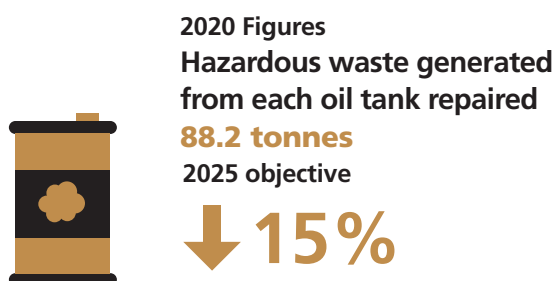 2020 Figures
Hazardous waste generated
from each oil tank repaired
88.2 tonnes
2025 objective
15%